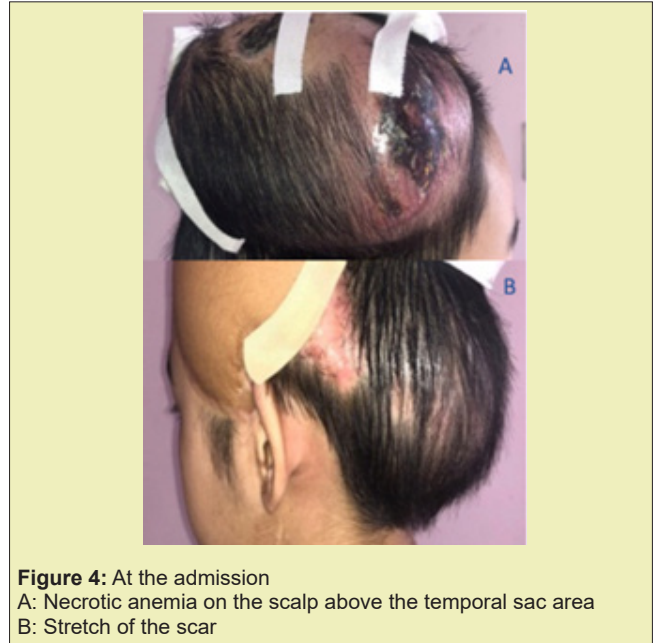 A
B
Figure 4: At the admission
A: Necrotic anemia on the scalp above the temporal sac area
B: Stretch of the scar